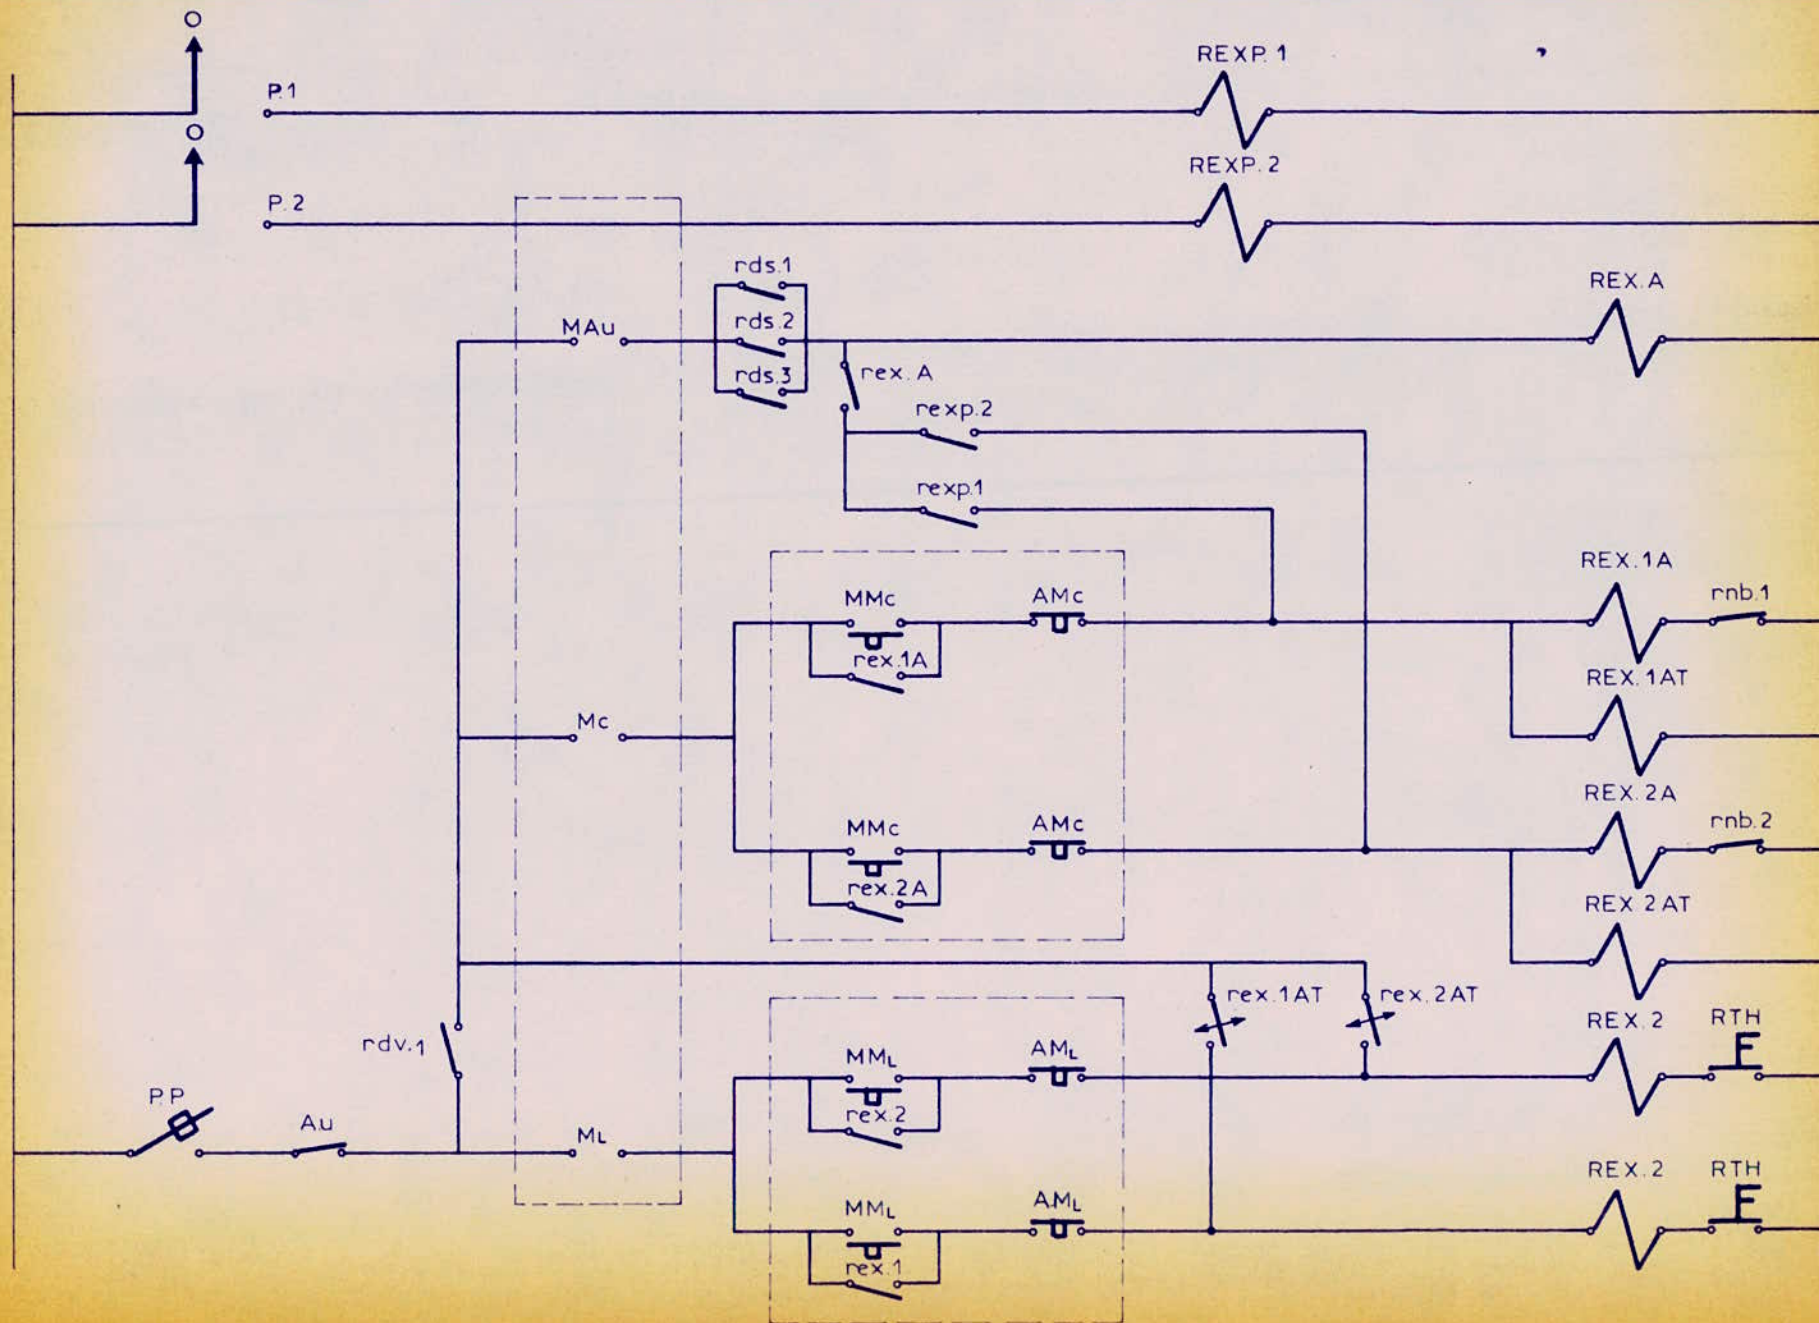 REXP. 1
P.1
REXP. 2
P.2
rds.1
REX. A
rds.2
MAu
rds.3
rex. A
rexp.2
rexp.1
REX. 1A
rnb.1
MMc
AMc
rex.1A
REX. 1AT
Mc
REX. 2A
rnb.2
MMc
AMc
rex.2A
REX. 2AT
rex.1AT
rex.2AT
REX. 2
RTH
rdv.1
MML
AML
P.P
Au
rex.2
ML
REX. 2
RTH
MML
AML
rex.1